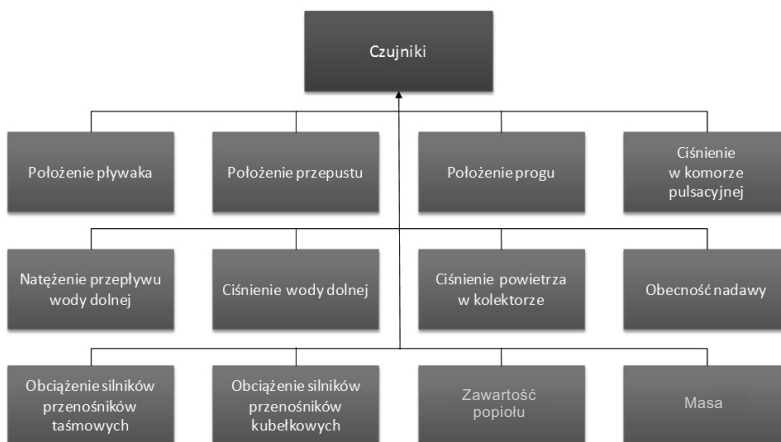 Czujniki
Położenie pływaka
Położenie przepustu
Położenie progu
Ciśnienie
w komorze
pulsacyjnej
Natężenie przepływu
wody dolnej
Ciśnienie wody dolnej
Ciśnienie powietrza
w kolektorze
Obecność nadawy
Obciążenie silników
przenośników
taśmowych
Obciążenie silników
przenośników
kubełkowych
Zawartość
popiołu
Masa